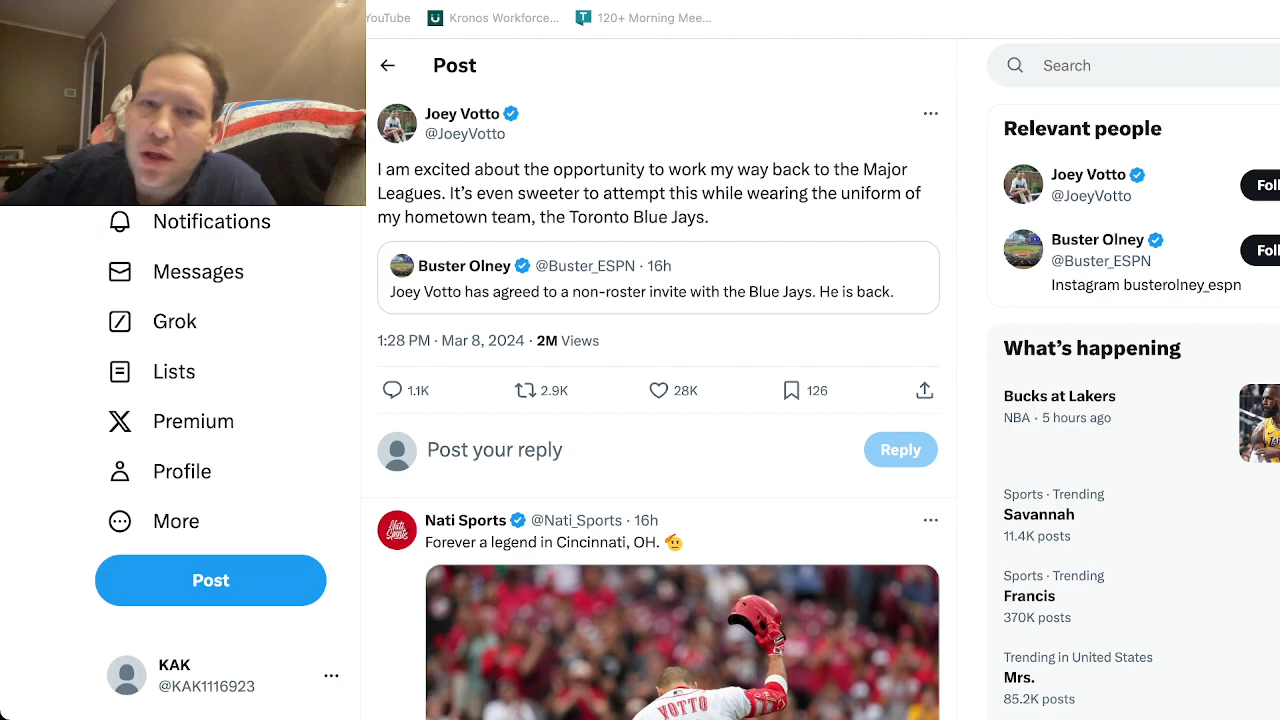 YouTube
Kronos Workforce...
120+ Morning Mee...
Post
Search
Joey Votto
@JoeyVotto
I am excited about the opportunity to work my way back to the Major
Leagues. It’s even sweeter to attempt this while wearing the uniform of
my hometown team, the Toronto Blue Jays.
Buster Olney @Buster_ESPN · 16h
Joey Votto has agreed to a non-roster invite with the Blue Jays. He is back.
1:28 PM · Mar 8, 2024 · 2M Views
1.1K 2.9K 28K 126
Post your reply
Reply
Nati Sports @Nati_Sports · 16h
Forever a legend in Cincinnati, OH.
Nati Sports
VOTTO
Notifications
Messages
Grok
Lists
Premium
Profile
More
Post
KAK
@KAK1116923
Relevant people
Joey Votto
@JoeyVotto
Foll
Buster Olney
@Buster_ESPN
Foll
Instagram busterolney_espn
What’s happening
Bucks at Lakers
NBA · 5 hours ago
Sports · Trending
Savannah
11.4K posts
Sports · Trending
Francis
370K posts
Trending in United States
Mrs.
85.2K posts